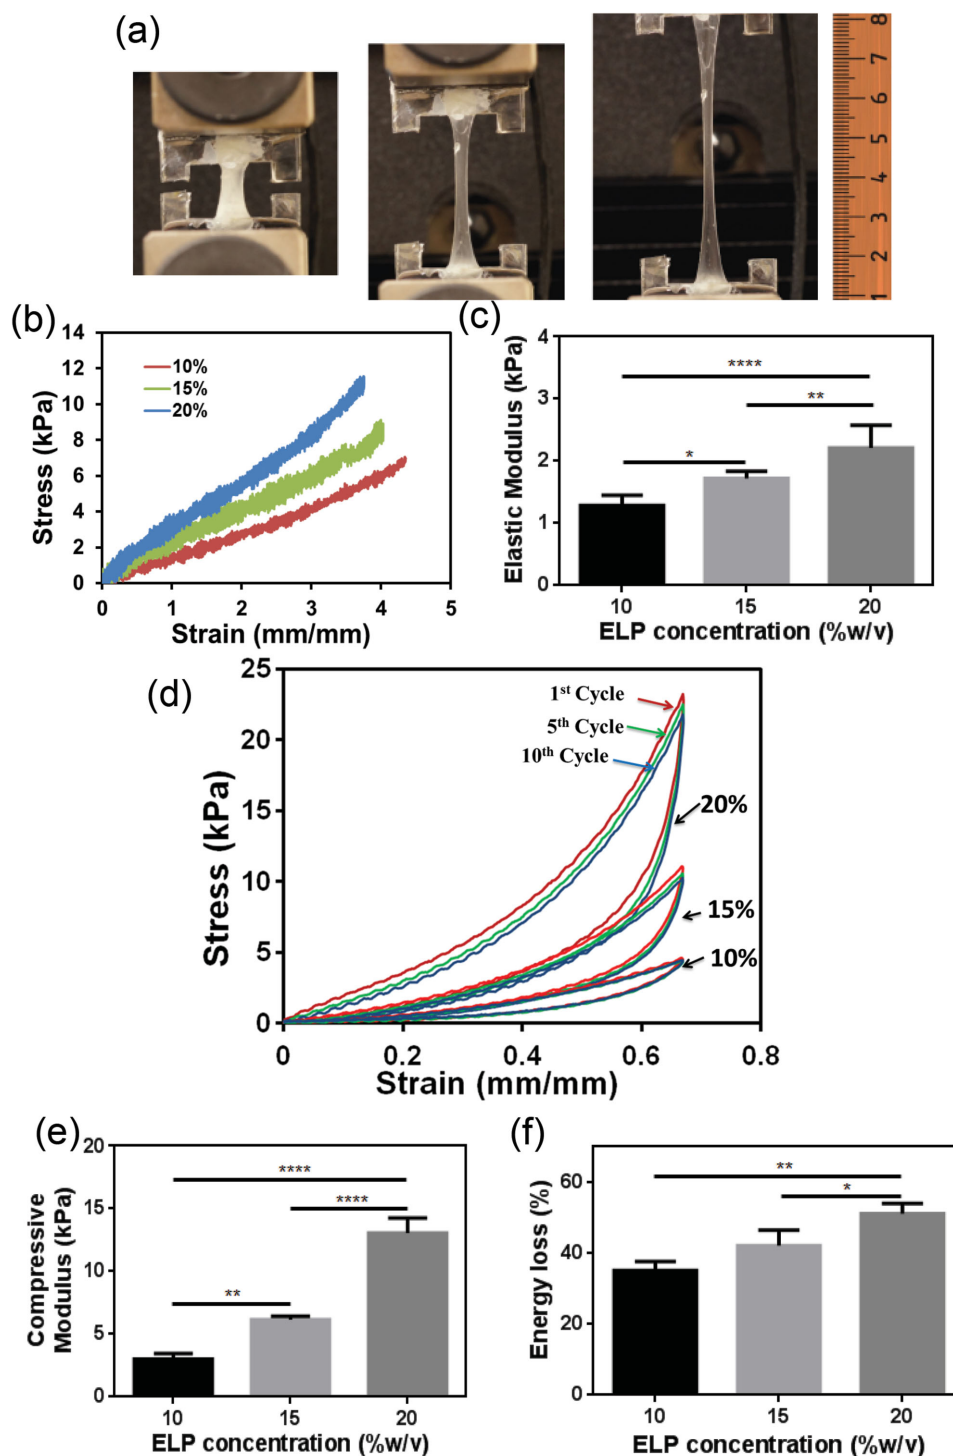 (a)
8
7
6
5
4
3
2
1
(b)
14
12
10
8
6
4
2
0
Stress (kPa)
10%
15%
20%
0 1 2 3 4 5
Strain (mm/mm)
(c)
4
3
2
1
0
Elastic Modulus (kPa)
****
**
*
10 15 20
ELP concentration (%w/v)
(d)
25
20
15
10
5
0
Stress (kPa)
1st Cycle
5th Cycle
10th Cycle
20%
15%
10%
0 0.2 0.4 0.6 0.8
Strain (mm/mm)
(e)
20
15
10
5
0
Compressive
Modulus (kPa)
****
****
**
10 15 20
ELP concentration (%w/v)
(f)
60
40
20
0
Energy loss (%)
**
*
10 15 20
ELP concentration (%w/v)